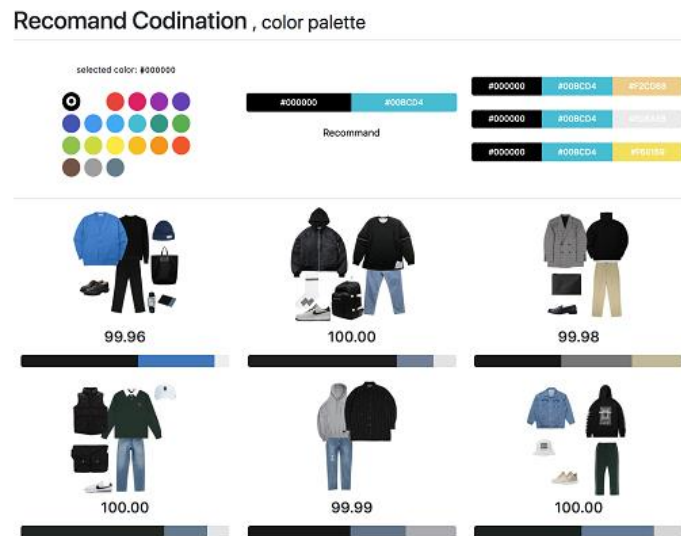 Recomand Codination , color palette
selected color: #000000
#000000 #00BCD4
Recommand
#000000 #00BCD4
#000000 #00BCD4
#000000 #00BCD4
99.96
100.00
99.98
100.00
99.99
100.00